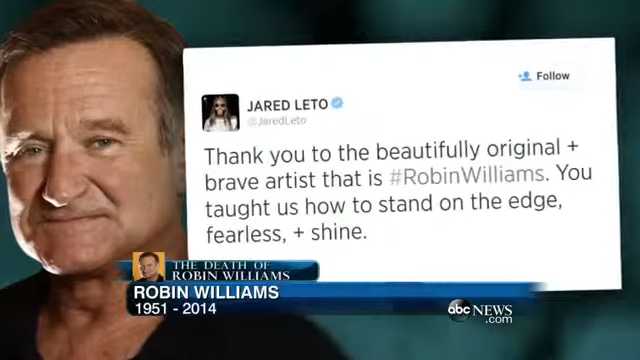 Follow
JARED LETO
@JaredLeto
Thank you to the beautifully original +
brave artist that is #RobinWilliams. You
taught us how to stand on the edge,
fearless, + shine.
THE DEATH OF
ROBIN WILLIAMS
ROBIN WILLIAMS
1951 - 2014
abc NEWS
.com